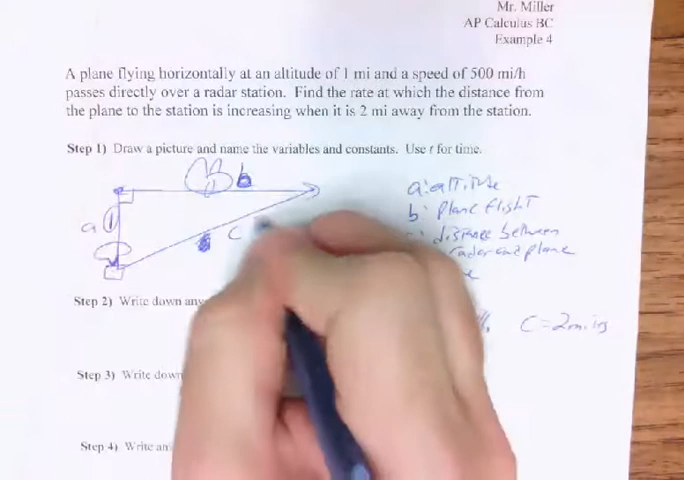 Mr. Miller
AP Calculus BC
Example 4
A plane flying horizontally at an altitude of 1 mi and a speed of 500 mi/h
passes directly over a radar station. Find the rate at which the distance from
the plane to the station is increasing when it is 2 mi away from the station.
Step 1) Draw a picture and name the variables and constants. Use t for time.
b
a 1
c
a: altitude
b: plane flight
distance between
radar and plane
Step 2) Write down any
C=2miles
Step 3) Write down
Step 4) Write an